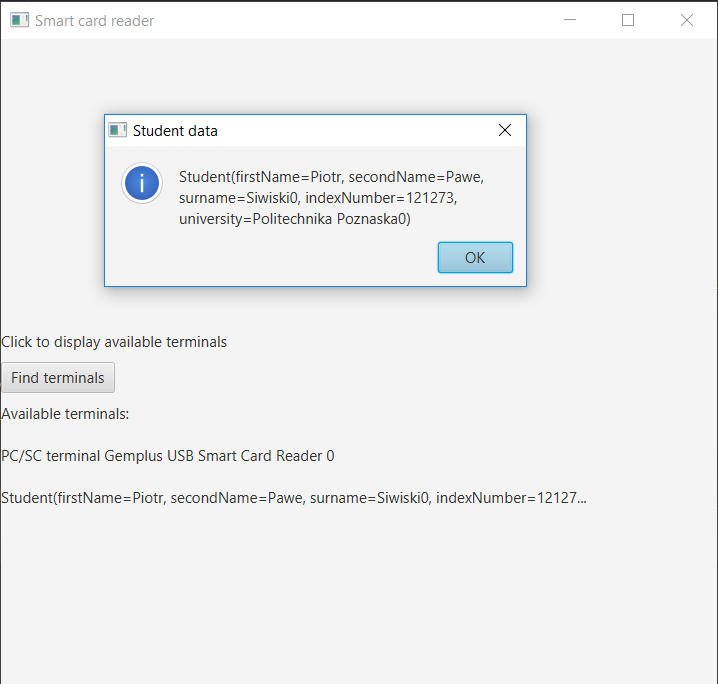 Smart card reader
Student data
Student(firstName=Piotr, secondName=Pawe,
surname=Siwiski0, indexNumber=121273,
university=Politechnika Poznaska0)
OK
Click to display available terminals
Find terminals
Available terminals:
PC/SC terminal Gemplus USB Smart Card Reader 0
Student(firstName=Piotr, secondName=Pawe, surname=Siwiski0, indexNumber=12127...